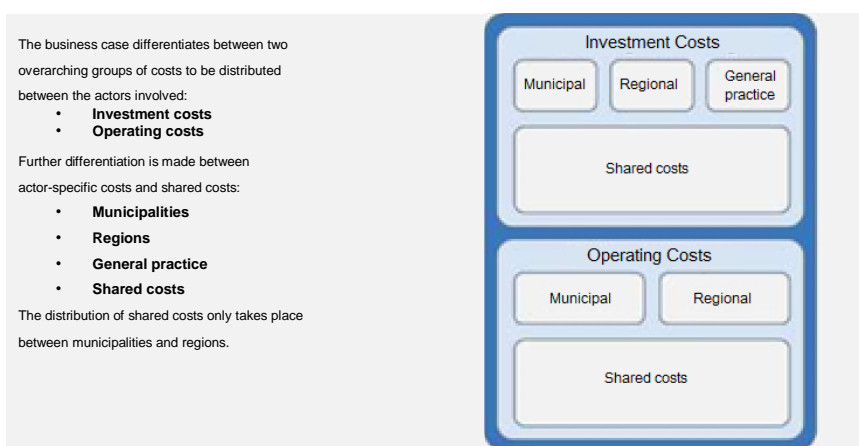 The business case differentiates between two
overarching groups of costs to be distributed
between the actors involved:
• Investment costs
• Operating costs
Further differentiation is made between
actor-specific costs and shared costs:
• Municipalities
• Regions
• General practice
• Shared costs
The distribution of shared costs only takes place
between municipalities and regions.
Investment Costs
Municipal
Regional
General
practice
Shared costs
Operating Costs
Municipal
Regional
Shared costs